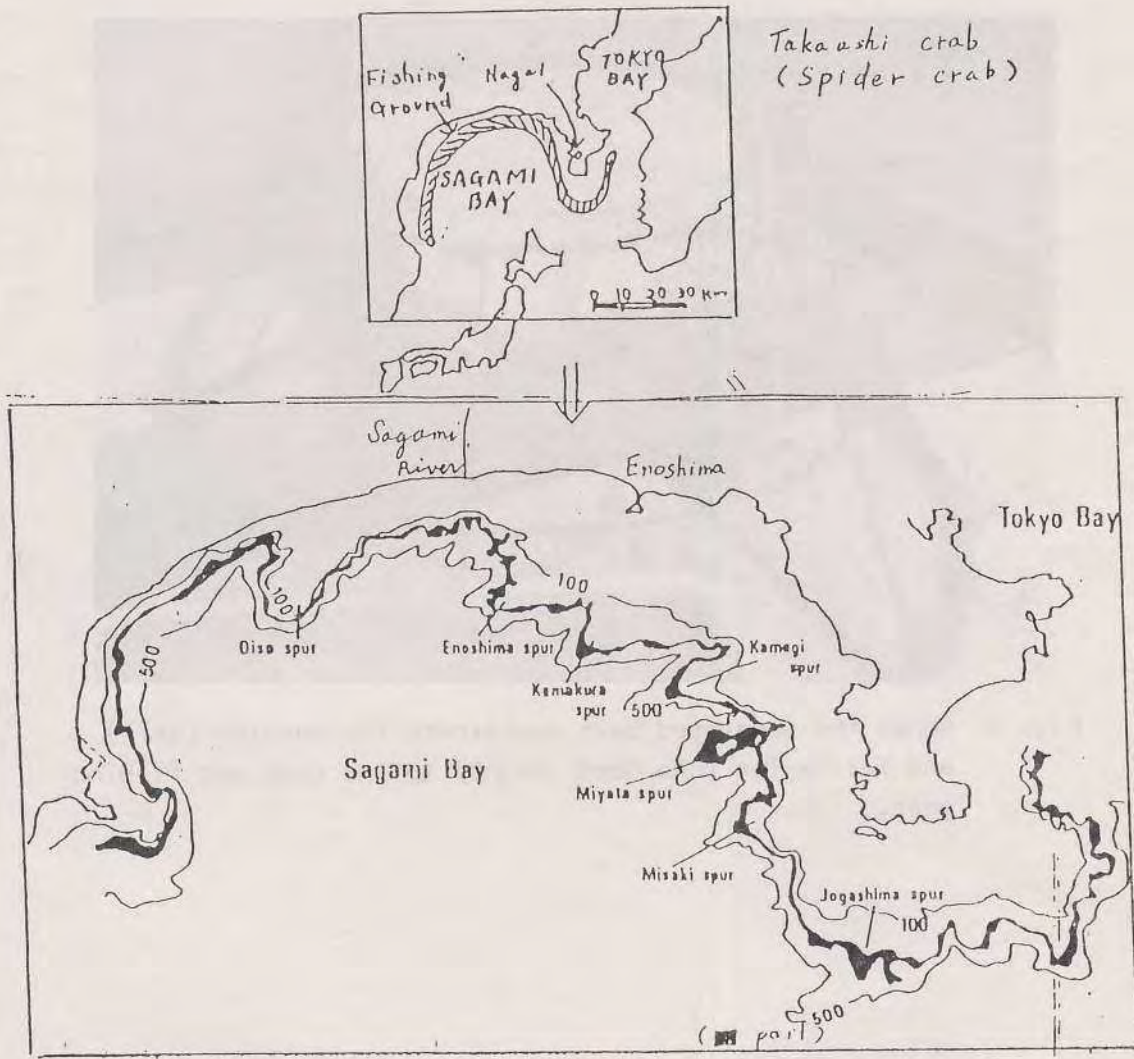 Takaashi crab
(Spider crab)
Fishing
Ground
Nagai
TOKYO
BAY
SAGAMI
BAY
0 10 20 30 Km
Sagami
River
Enoshima
Tokyo Bay
100
100
500
Oiso spur
Enoshima spur
Kamakura
spur
Kamegi
spur
500
Sagami Bay
Miyata spur
Misaki spur
Jogashima spur
100
500
( part)